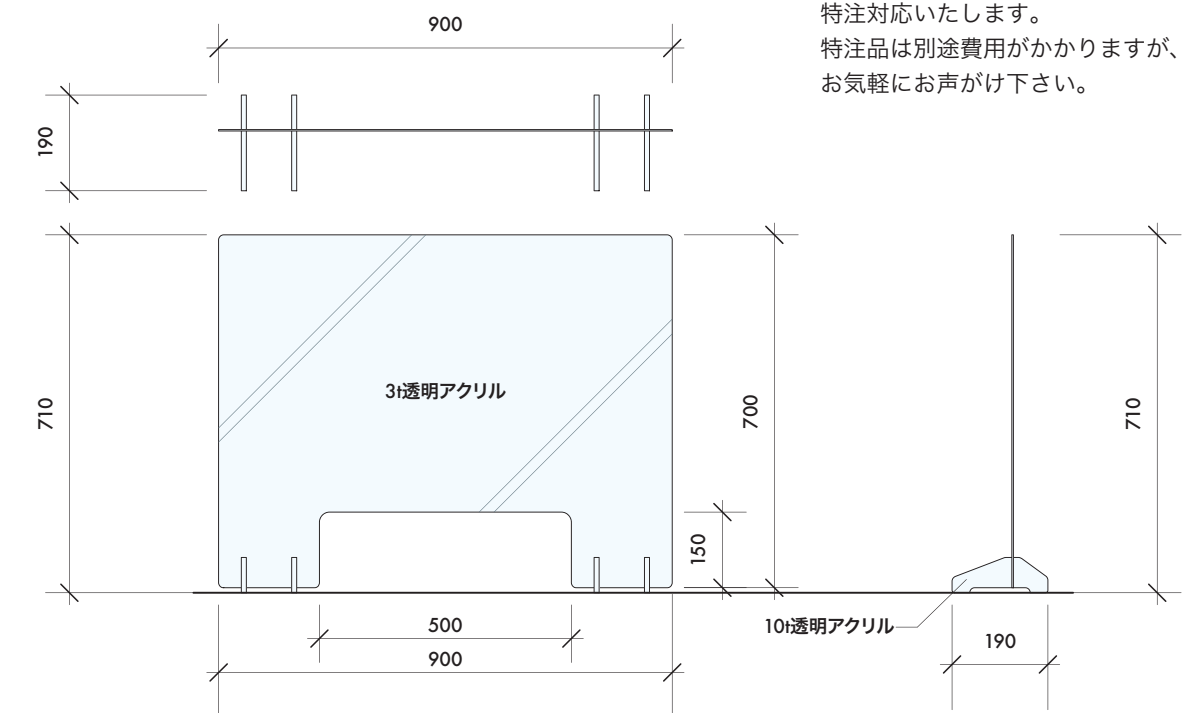 特注対応いたします。
特注品は別途費用がかかりますが、
お気軽にお声がけ下さい。
900
190
710
3t透明アクリル
700
150
710
500
900
10t透明アクリル
190